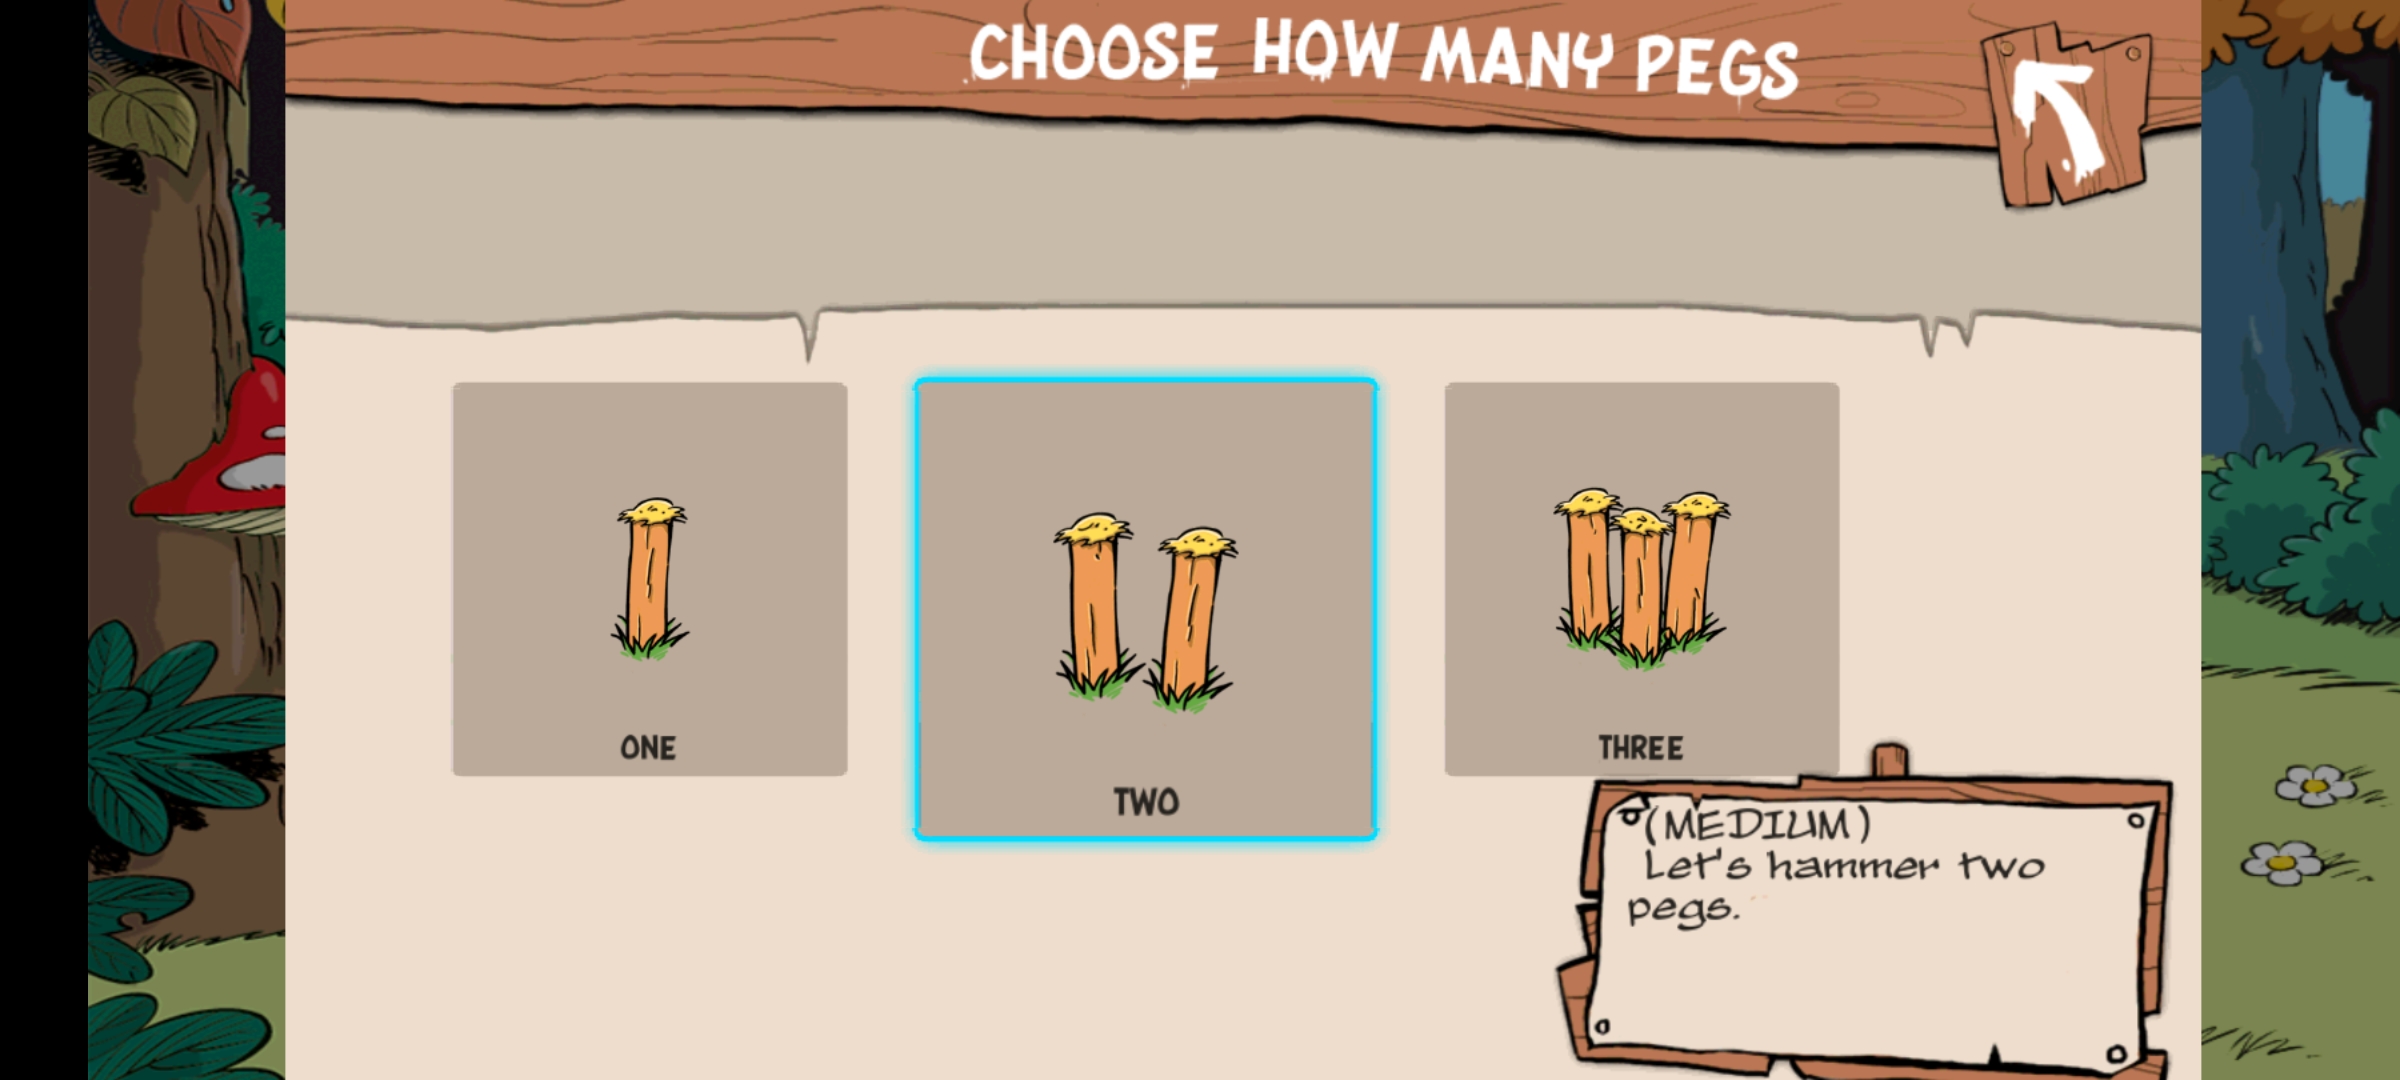 CHOOSE HOW MANY PEGS
ONE
TWO
THREE
(MEDIUM)
Let's hammer two
pegs.